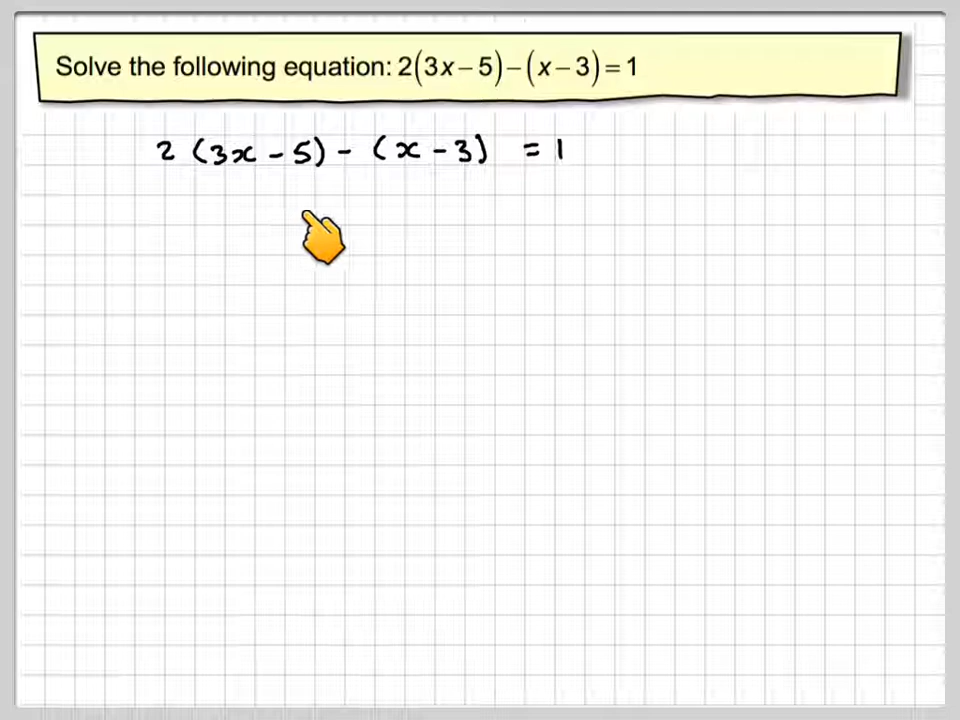 Solve the following equation: 2(3x – 5) – (x – 3) = 1
2 (3x - 5) - (x - 3) = 1